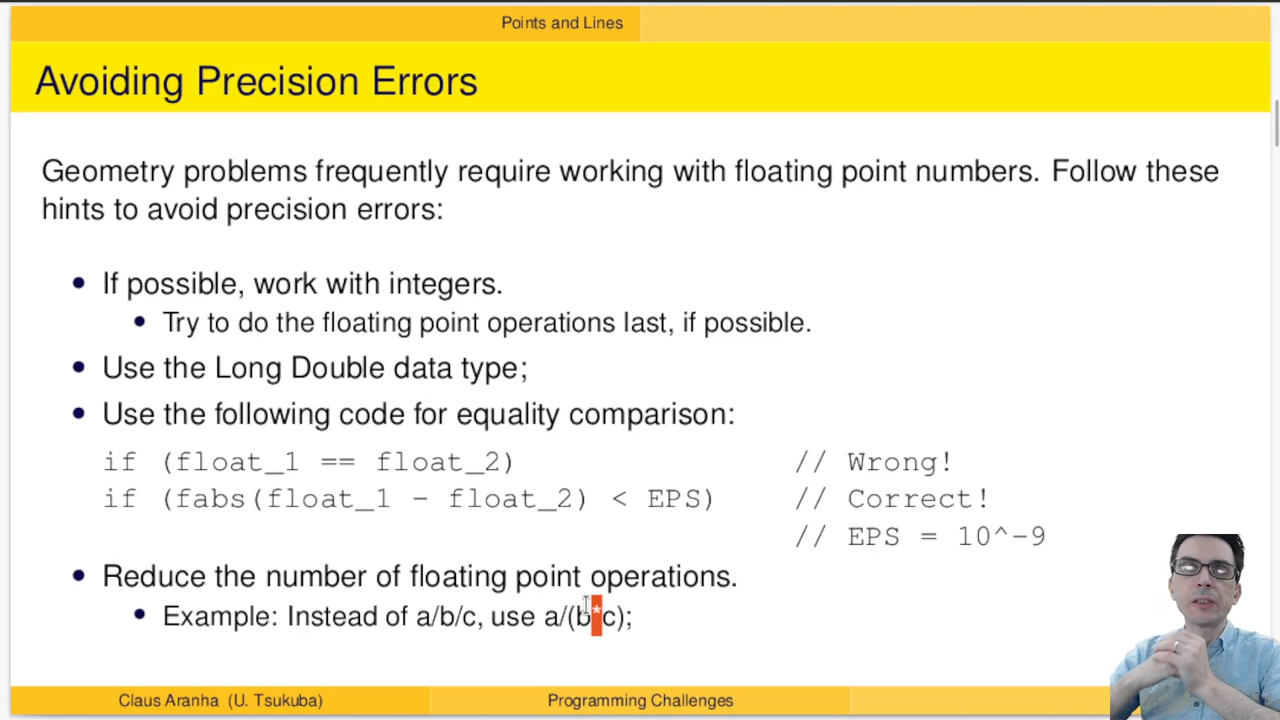 Points and Lines
Avoiding Precision Errors
Geometry problems frequently require working with floating point numbers. Follow these
hints to avoid precision errors:
• If possible, work with integers.
• Try to do the floating point operations last, if possible.
• Use the Long Double data type;
• Use the following code for equality comparison:
if (float_1 == float_2) // Wrong!
if (fabs(float_1 - float_2) < EPS) // Correct!
// EPS = 10^-9
• Reduce the number of floating point operations.
• Example: Instead of a/b/c, use a/(b*c);
Claus Aranha (U. Tsukuba) Programming Challenges